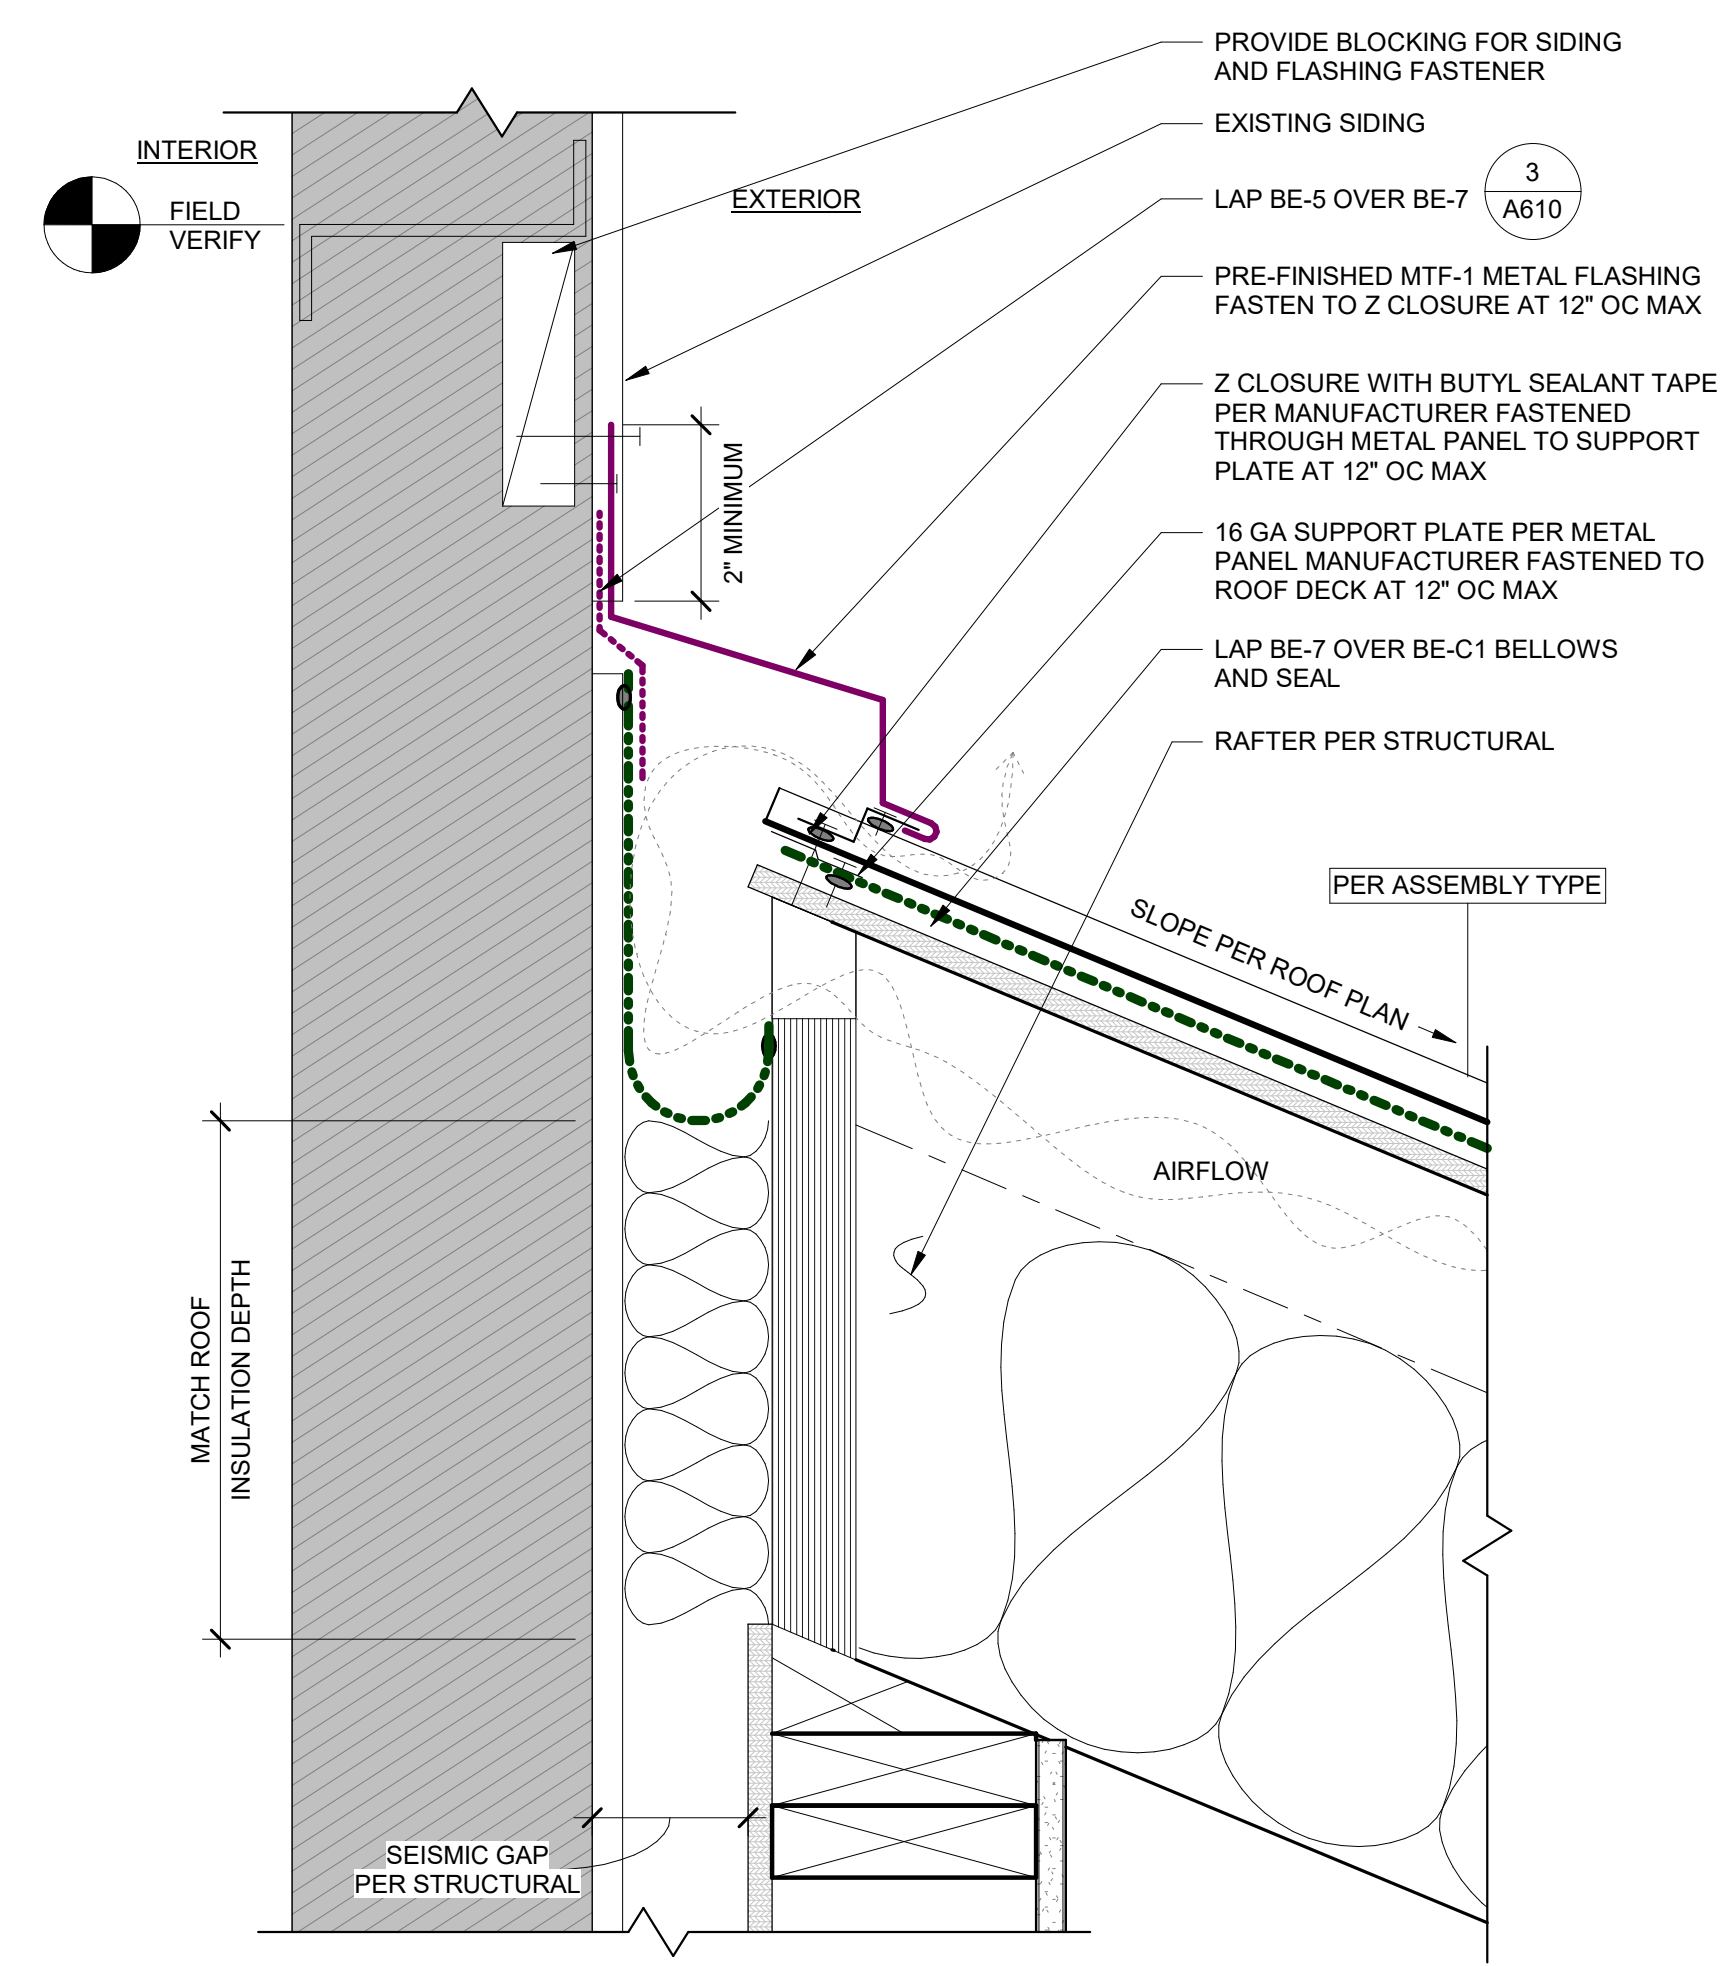 PROVIDE BLOCKING FOR SIDING
AND FLASHING FASTENER
EXISTING SIDING
INTERIOR
FIELD
VERIFY
EXTERIOR
LAP BE-5 OVER BE-7
3
A610
PRE-FINISHED MTF-1 METAL FLASHING
FASTEN TO Z CLOSURE AT 12" OC MAX
Z CLOSURE WITH BUTYL SEALANT TAPE
PER MANUFACTURER FASTENED
THROUGH METAL PANEL TO SUPPORT
PLATE AT 12" OC MAX
2" MINIMUM
16 GA SUPPORT PLATE PER METAL
PANEL MANUFACTURER FASTENED TO
ROOF DECK AT 12" OC MAX
LAP BE-7 OVER BE-C1 BELLOWS
AND SEAL
RAFTER PER STRUCTURAL
PER ASSEMBLY TYPE
SLOPE PER ROOF PLAN
AIRFLOW
MATCH ROOF
INSULATION DEPTH
SEISMIC GAP
PER STRUCTURAL